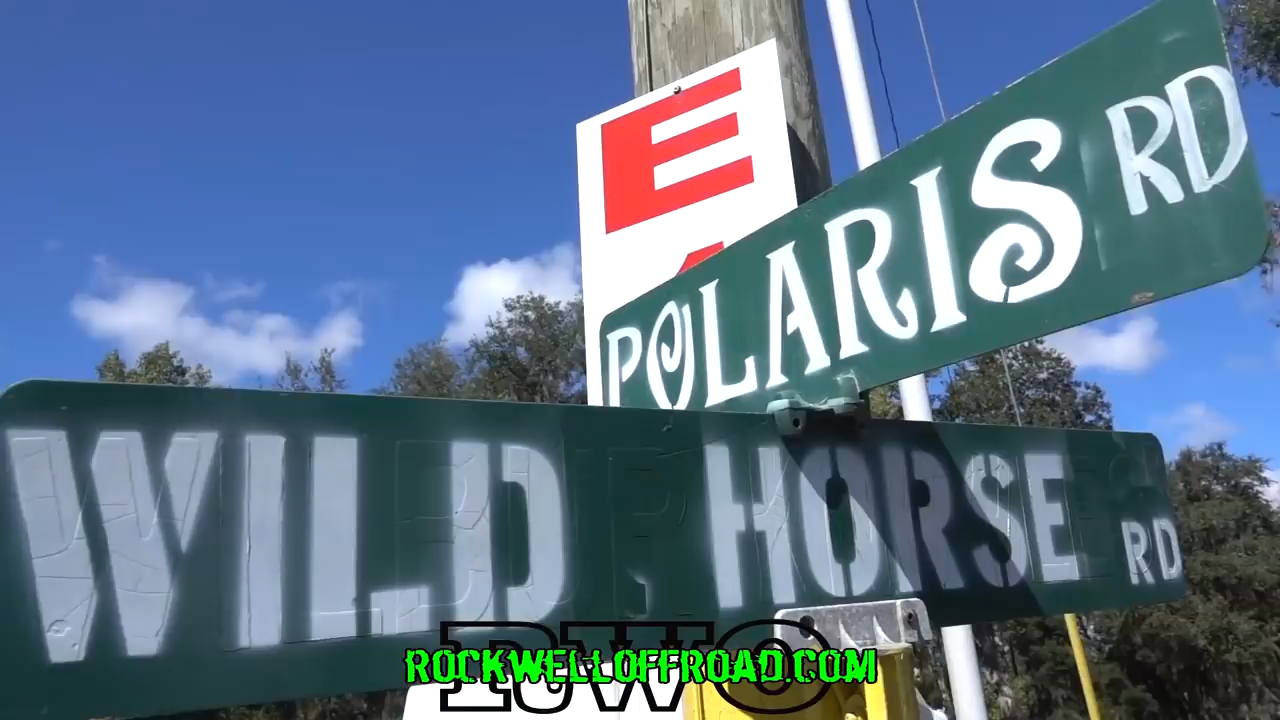 E
POLARIS RD
WILD HORSE RD
RWO
ROCKWELLOFFROAD.COM